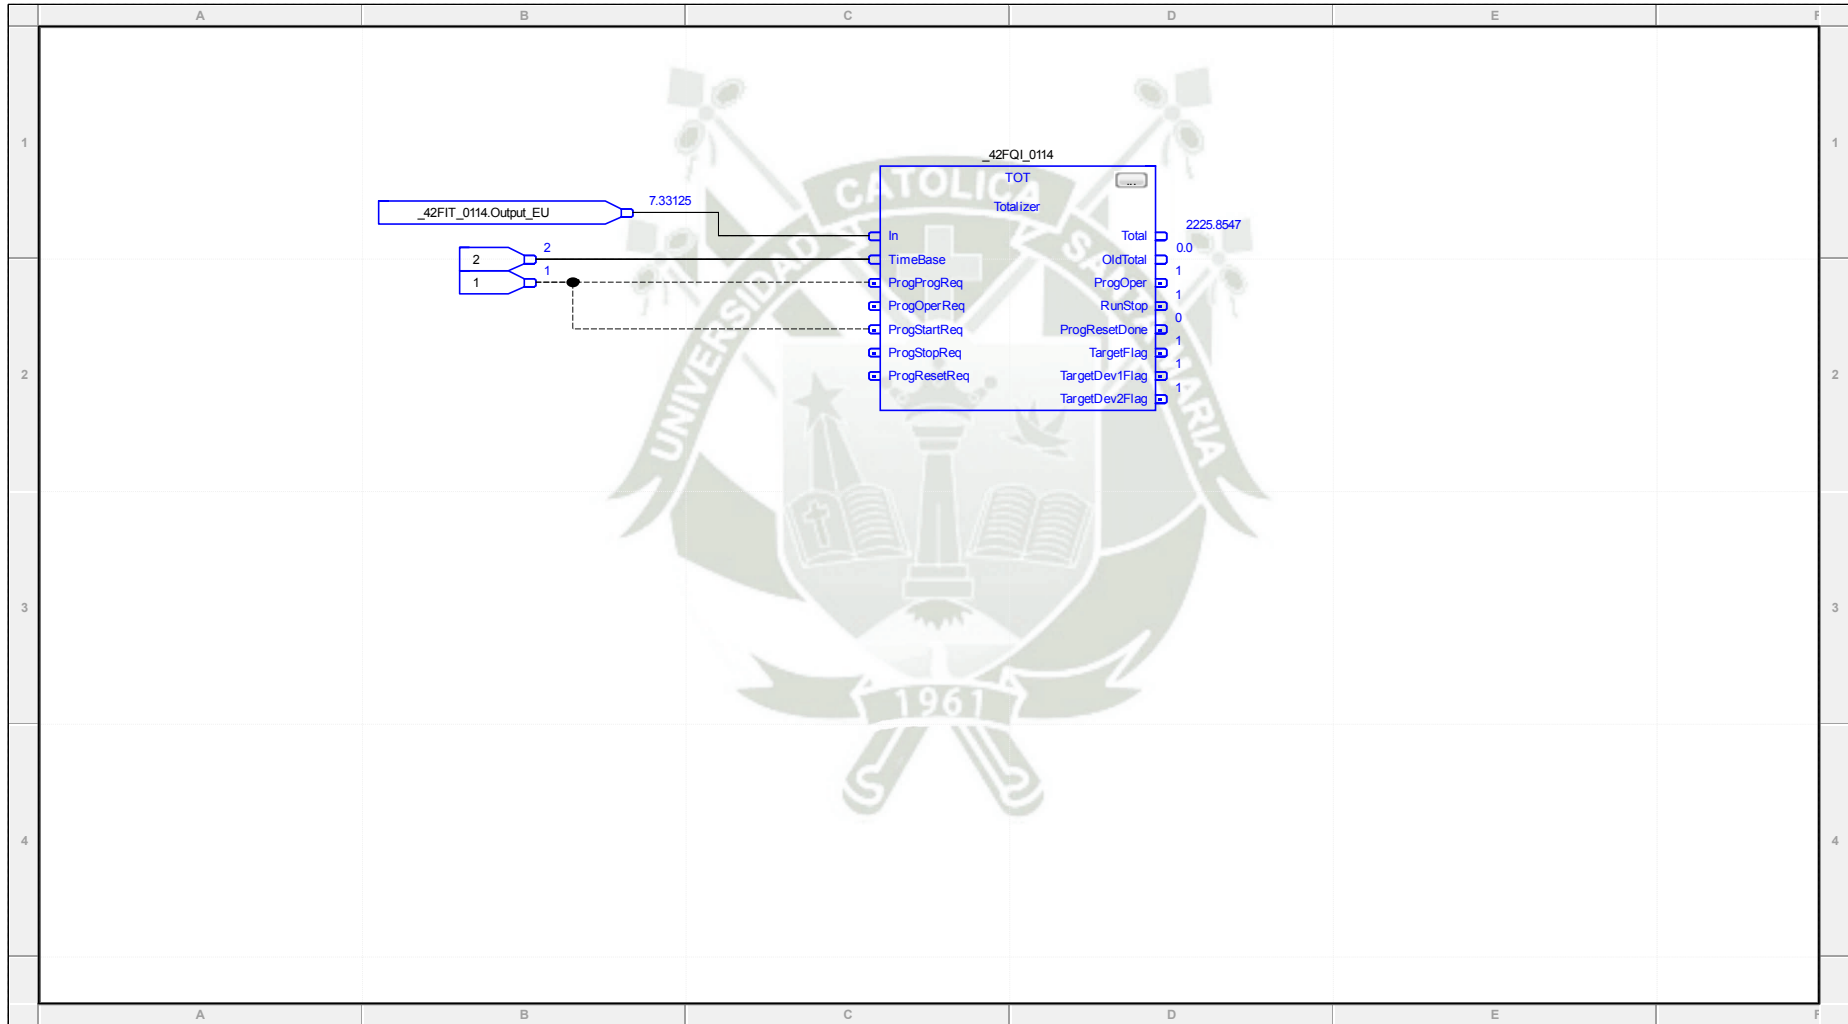 A B C D E F
1 1
_42FQI_0114
TOT
...
Totalizer
_42FIT_0114.Output_EU
7.33125
In
Total
2225.8547
2
2
TimeBase
OldTotal
0.0
1
1
ProgProgReq
ProgOper
1
ProgOperReq
RunStop
1
ProgStartReq
ProgResetDone
0
ProgStopReq
TargetFlag
1
ProgResetReq
TargetDev1Flag
1
TargetDev2Flag
1
2 2
UNIVERSIDAD CATOLICA SANTA MARIA
3 3
1961
4 4
A B C D E F